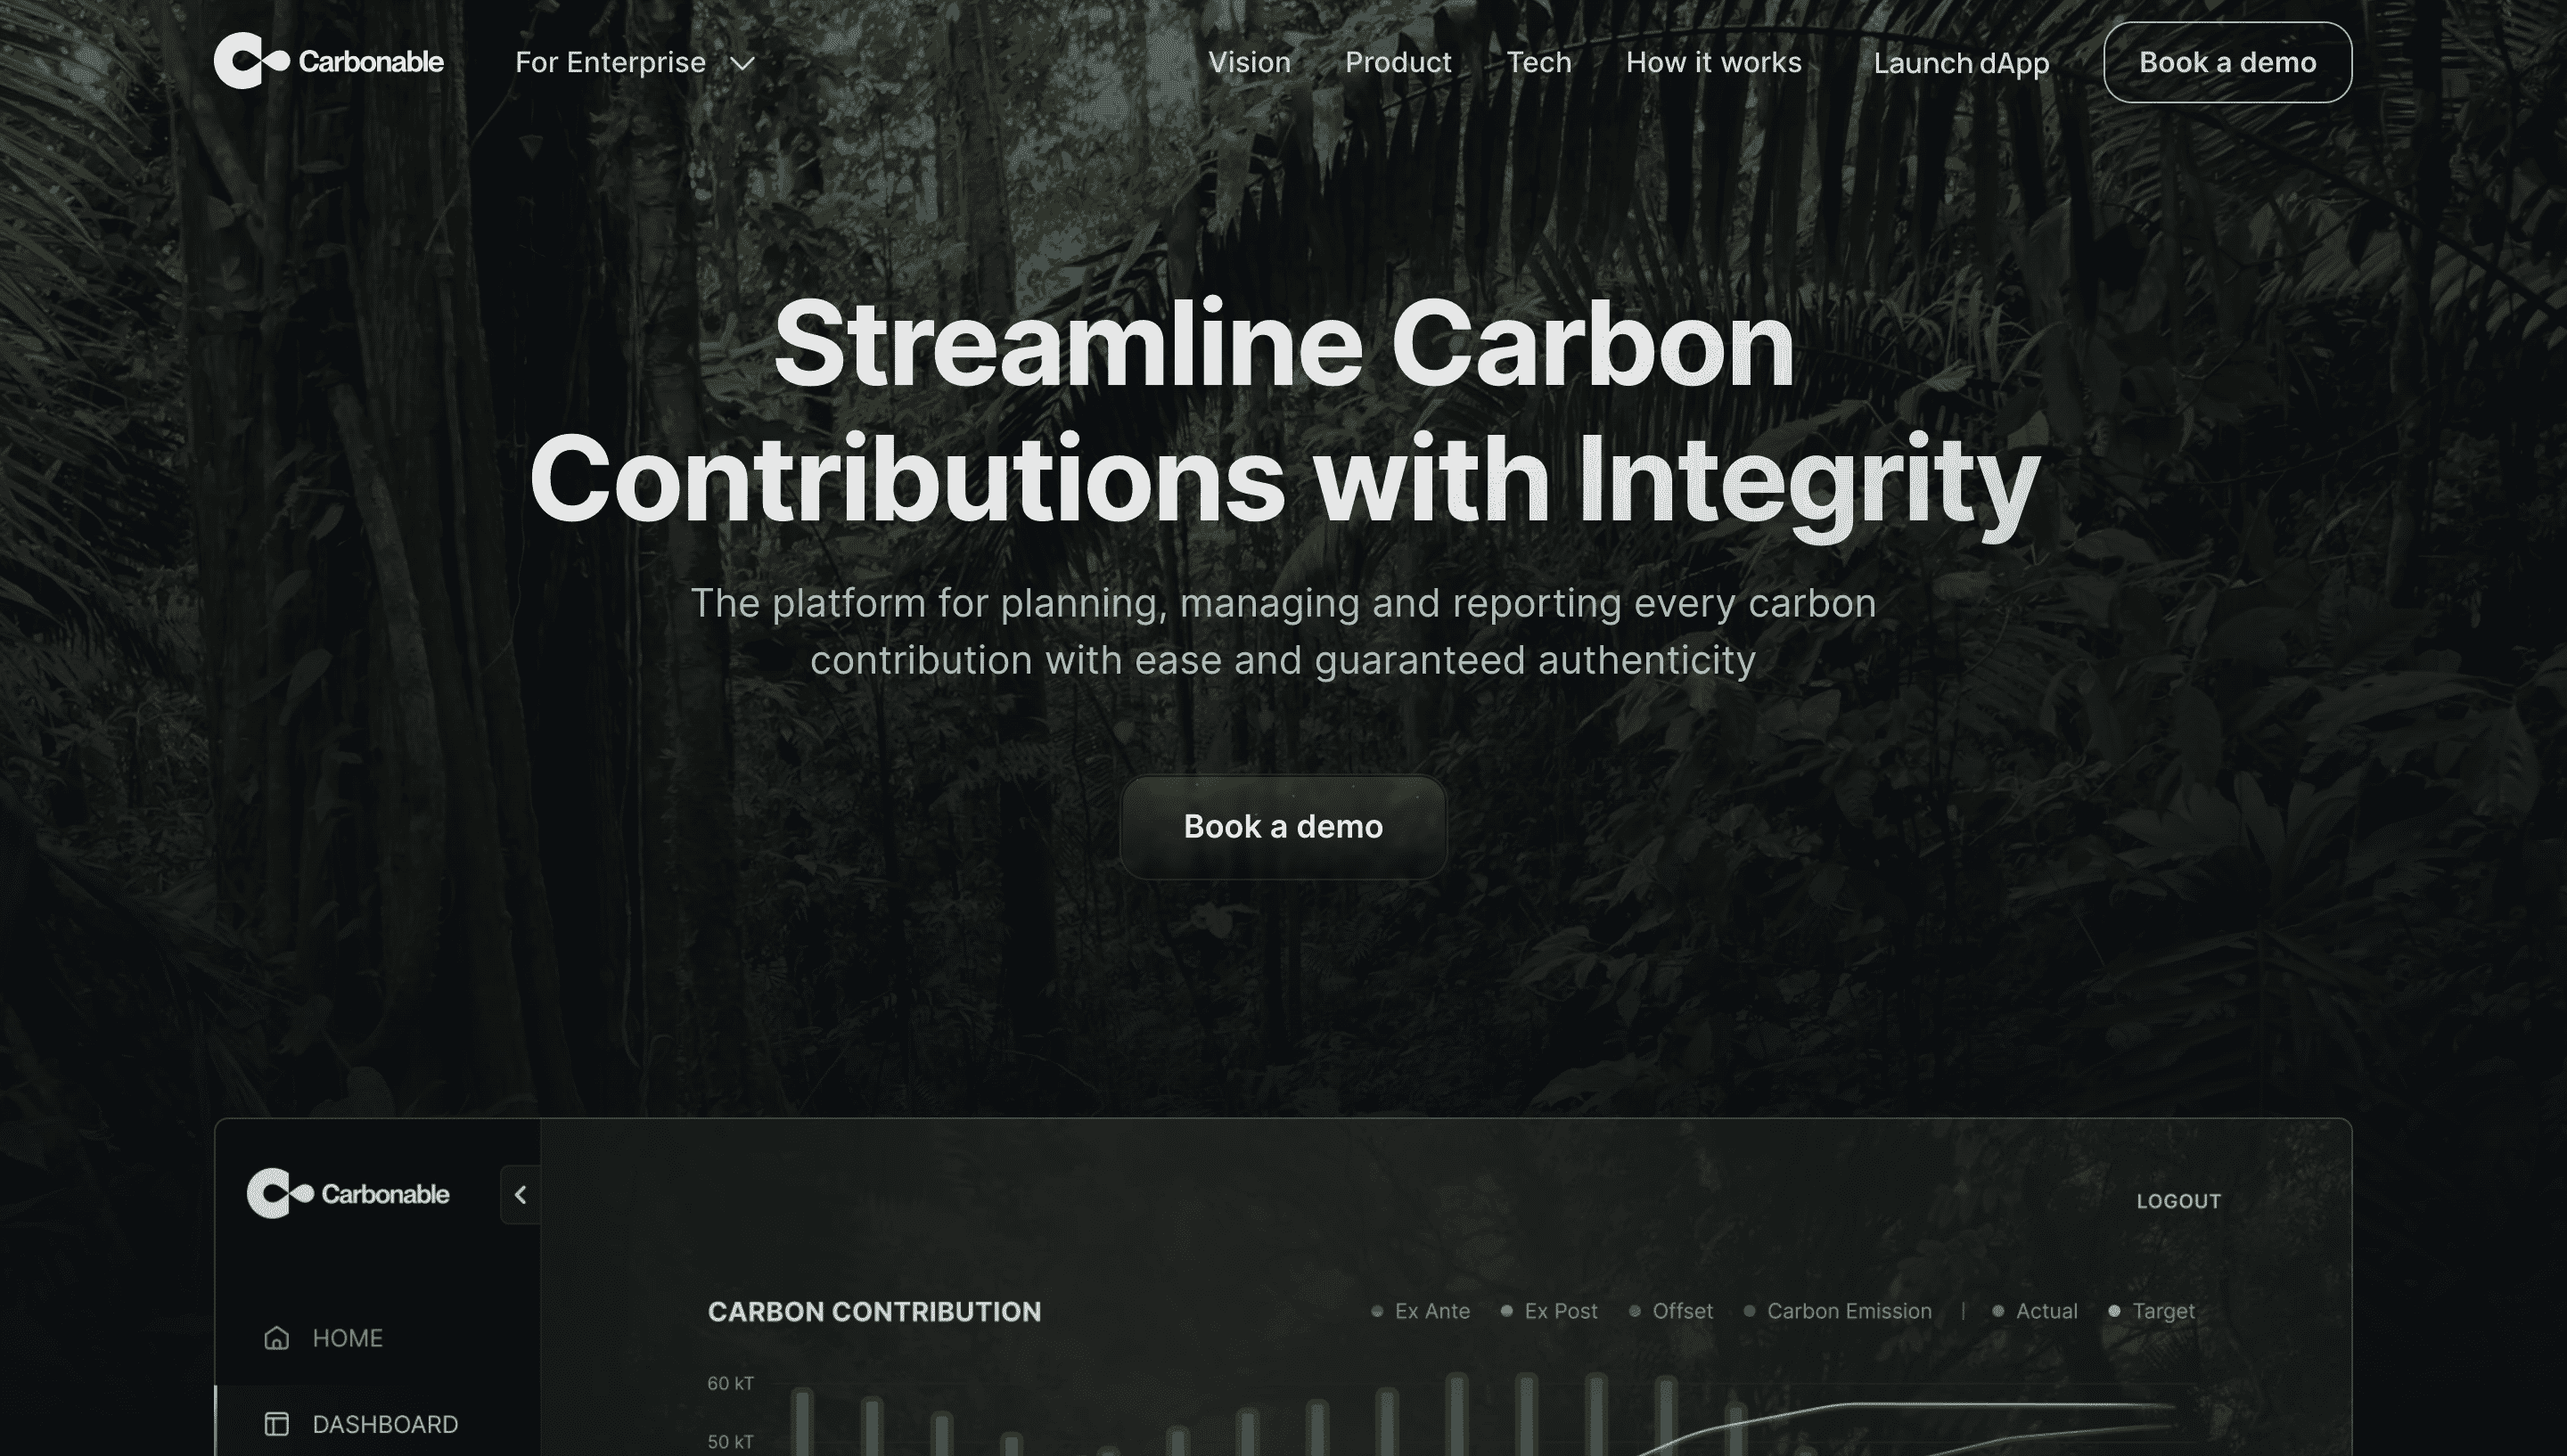 Carbonable
For Enterprise
Vision
Product
Tech
How it works
Launch dApp
Book a demo
Streamline Carbon
Contributions with Integrity
The platform for planning, managing and reporting every carbon
contribution with ease and guaranteed authenticity
Book a demo
Carbonable
LOGOUT
HOME
DASHBOARD
CARBON CONTRIBUTION
Ex Ante
Ex Post
Offset
Carbon Emission
|
Actual
Target
60 kT
50 kT